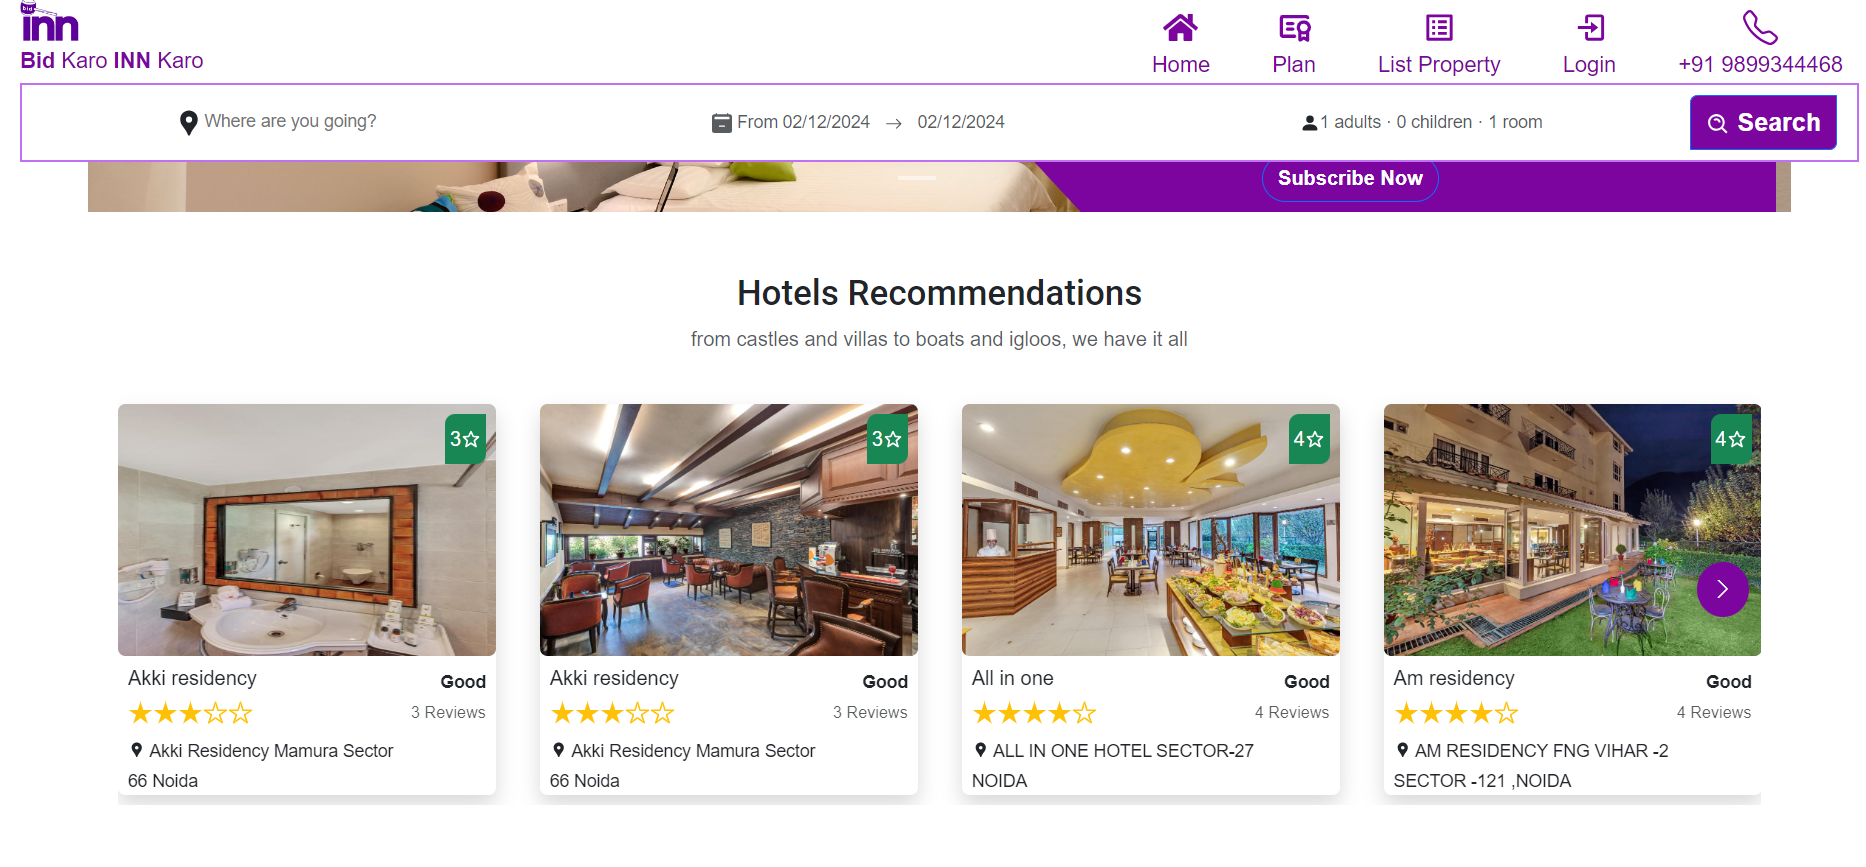 bid
inn
Bid Karo INN Karo
Home
Plan
List Property
Login
+91 9899344468
Where are you going?
From 02/12/2024 → 02/12/2024
1 adults · 0 children · 1 room
Search
Subscribe Now
Hotels Recommendations
from castles and villas to boats and igloos, we have it all
3
3
4
4
Akki residency
Good
3 Reviews
Akki Residency Mamura Sector
66 Noida
Akki residency
Good
3 Reviews
Akki Residency Mamura Sector
66 Noida
All in one
Good
4 Reviews
ALL IN ONE HOTEL SECTOR-27
NOIDA
Am residency
Good
4 Reviews
AM RESIDENCY FNG VIHAR -2
SECTOR -121 ,NOIDA